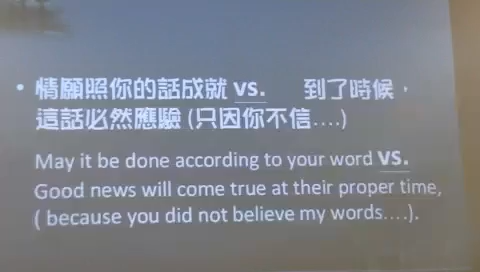 • 情願照你的話成就 vs. 到了時候，
這話必然應驗 (只因你不信....)
May it be done according to your word vs.
Good news will come true at their proper time,
( because you did not believe my words....).